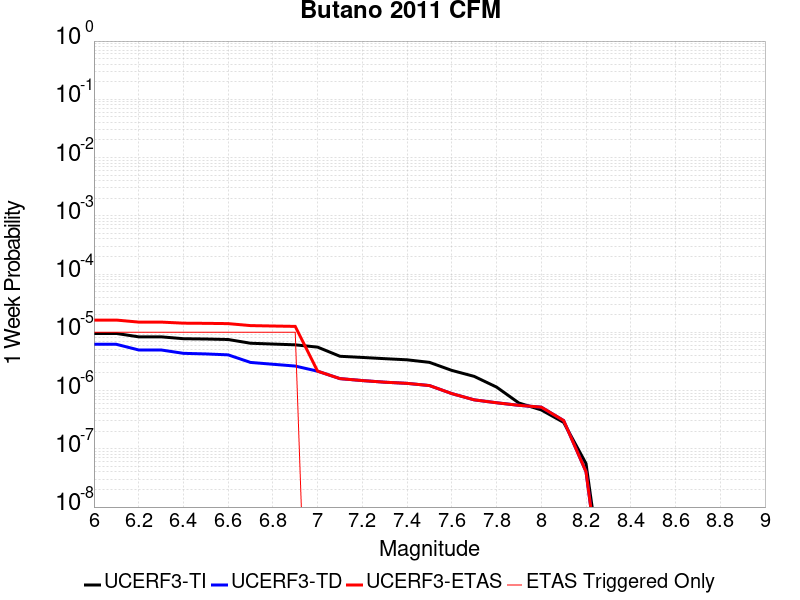 Butano 2011 CFM
10^0
10^-1
10^-2
10^-3
10^-4
10^-5
10^-6
10^-7
10^-8
1 Week Probability
6 6.2 6.4 6.6 6.8 7 7.2 7.4 7.6 7.8 8 8.2 8.4 8.6 8.8 9
Magnitude
UCERF3-TI UCERF3-TD UCERF3-ETAS ETAS Triggered Only